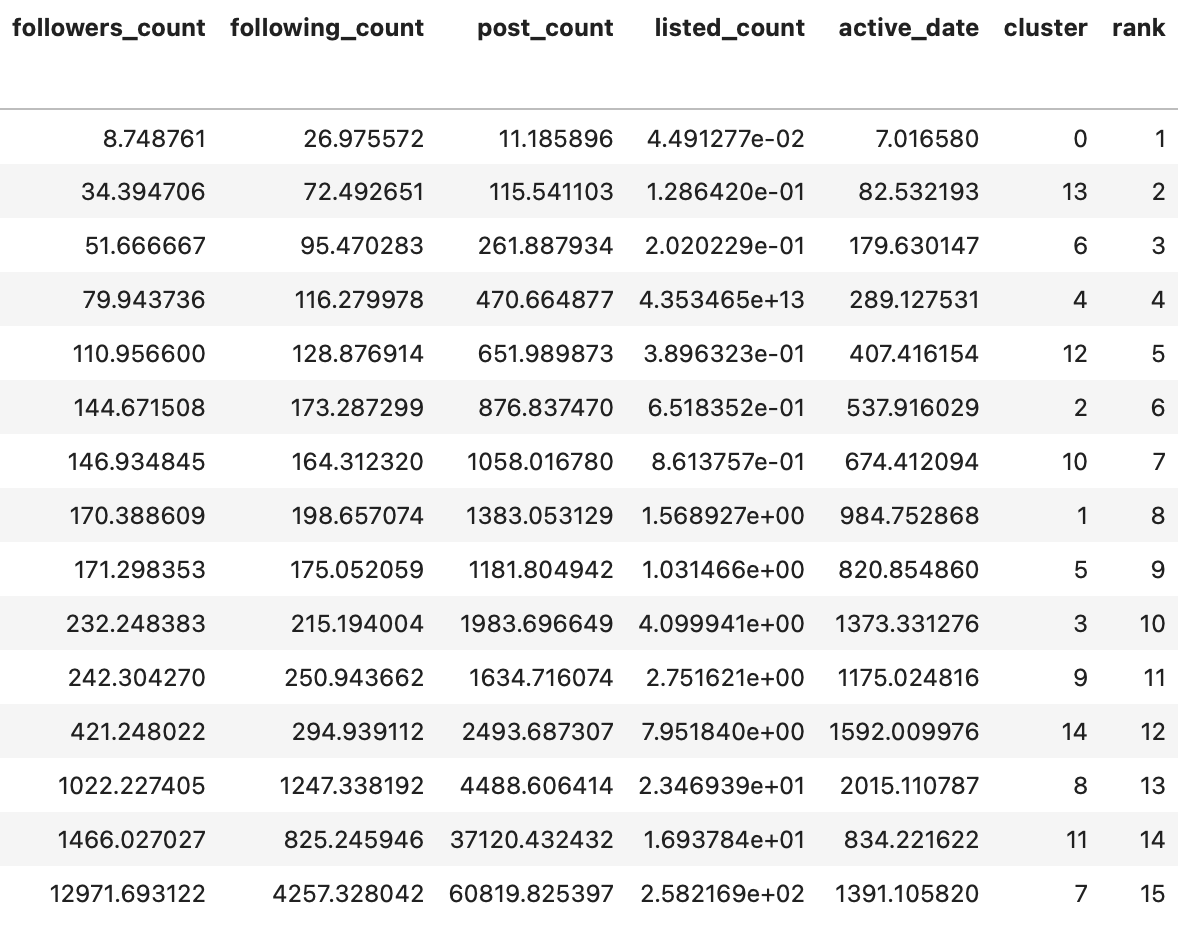 followers_count following_count post_count listed_count active_date cluster rank
8.748761 26.975572 11.185896 4.491277e-02 7.016580 0 1
34.394706 72.492651 115.541103 1.286420e-01 82.532193 13 2
51.666667 95.470283 261.887934 2.020229e-01 179.630147 6 3
79.943736 116.279978 470.664877 4.353465e+13 289.127531 4 4
110.956600 128.876914 651.989873 3.896323e-01 407.416154 12 5
144.671508 173.287299 876.837470 6.518352e-01 537.916029 2 6
146.934845 164.312320 1058.016780 8.613757e-01 674.412094 10 7
170.388609 198.657074 1383.053129 1.568927e+00 984.752868 1 8
171.298353 175.052059 1181.804942 1.031466e+00 820.854860 5 9
232.248383 215.194004 1983.696649 4.099941e+00 1373.331276 3 10
242.304270 250.943662 1634.716074 2.751621e+00 1175.024816 9 11
421.248022 294.939112 2493.687307 7.951840e+00 1592.009976 14 12
1022.227405 1247.338192 4488.606414 2.346939e+01 2015.110787 8 13
1466.027027 825.245946 37120.432432 1.693784e+01 834.221622 11 14
12971.693122 4257.328042 60819.825397 2.582169e+02 1391.105820 7 15